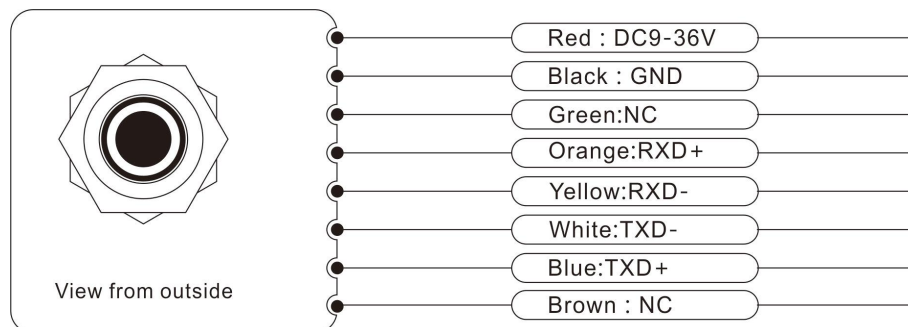 Red : DC9-36V
Black : GND
Green:NC
Orange:RXD+
Yellow:RXD-
White:TXD-
Blue:TXD+
Brown : NC
View from outside